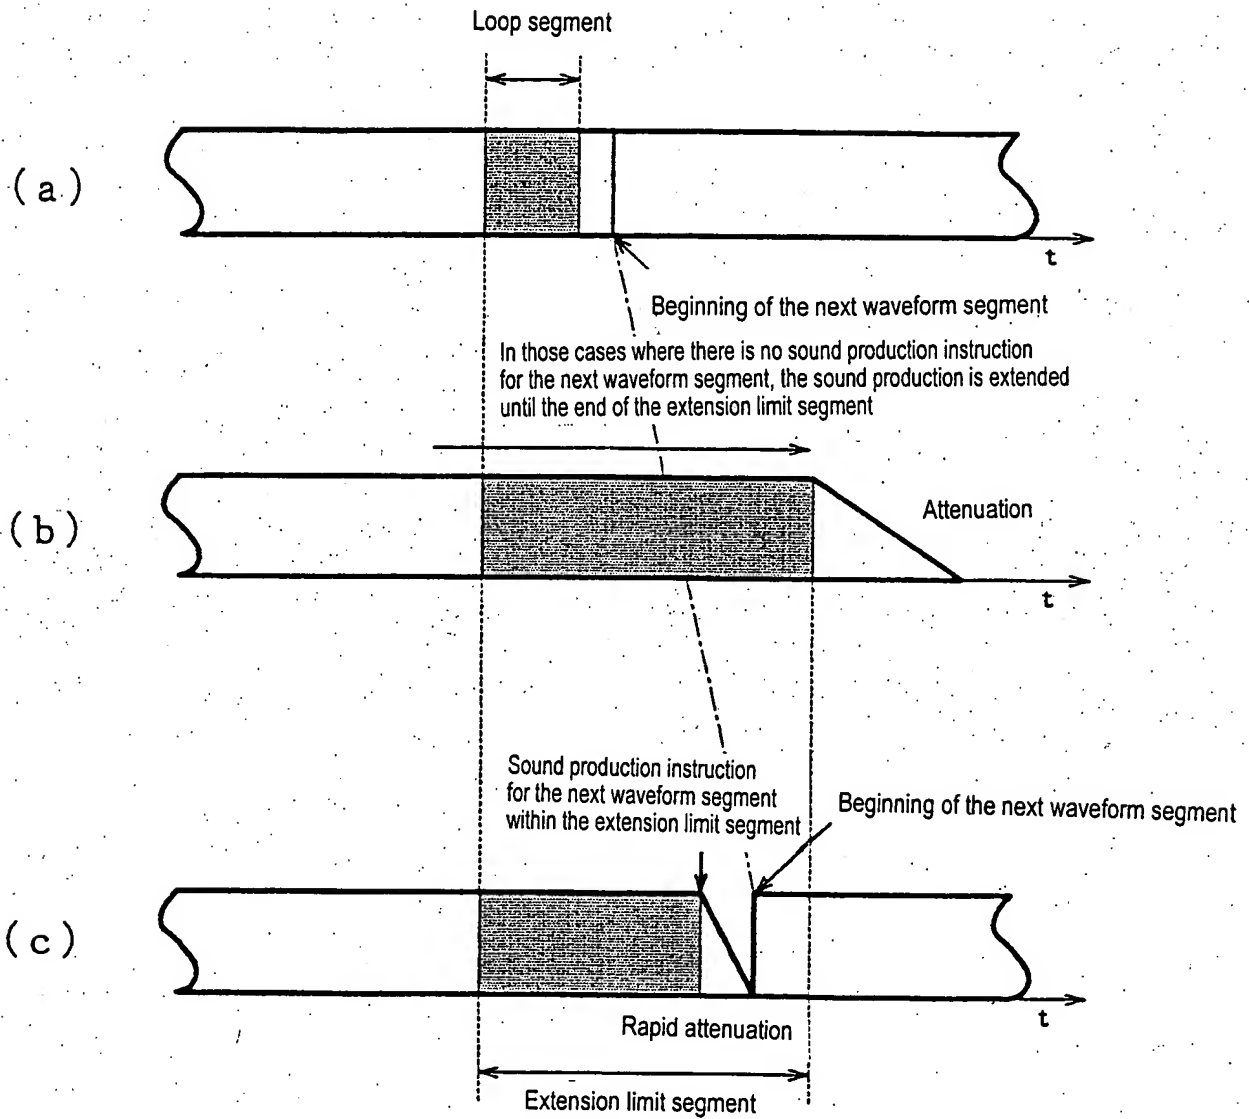 Loop segment
(a)
t
Beginning of the next waveform segment
In those cases where there is no sound production instruction
for the next waveform segment, the sound production is extended
until the end of the extension limit segment
(b)
Attenuation
t
Sound production instruction
for the next waveform segment
within the extension limit segment
Beginning of the next waveform segment
(c)
t
Rapid attenuation
Extension limit segment